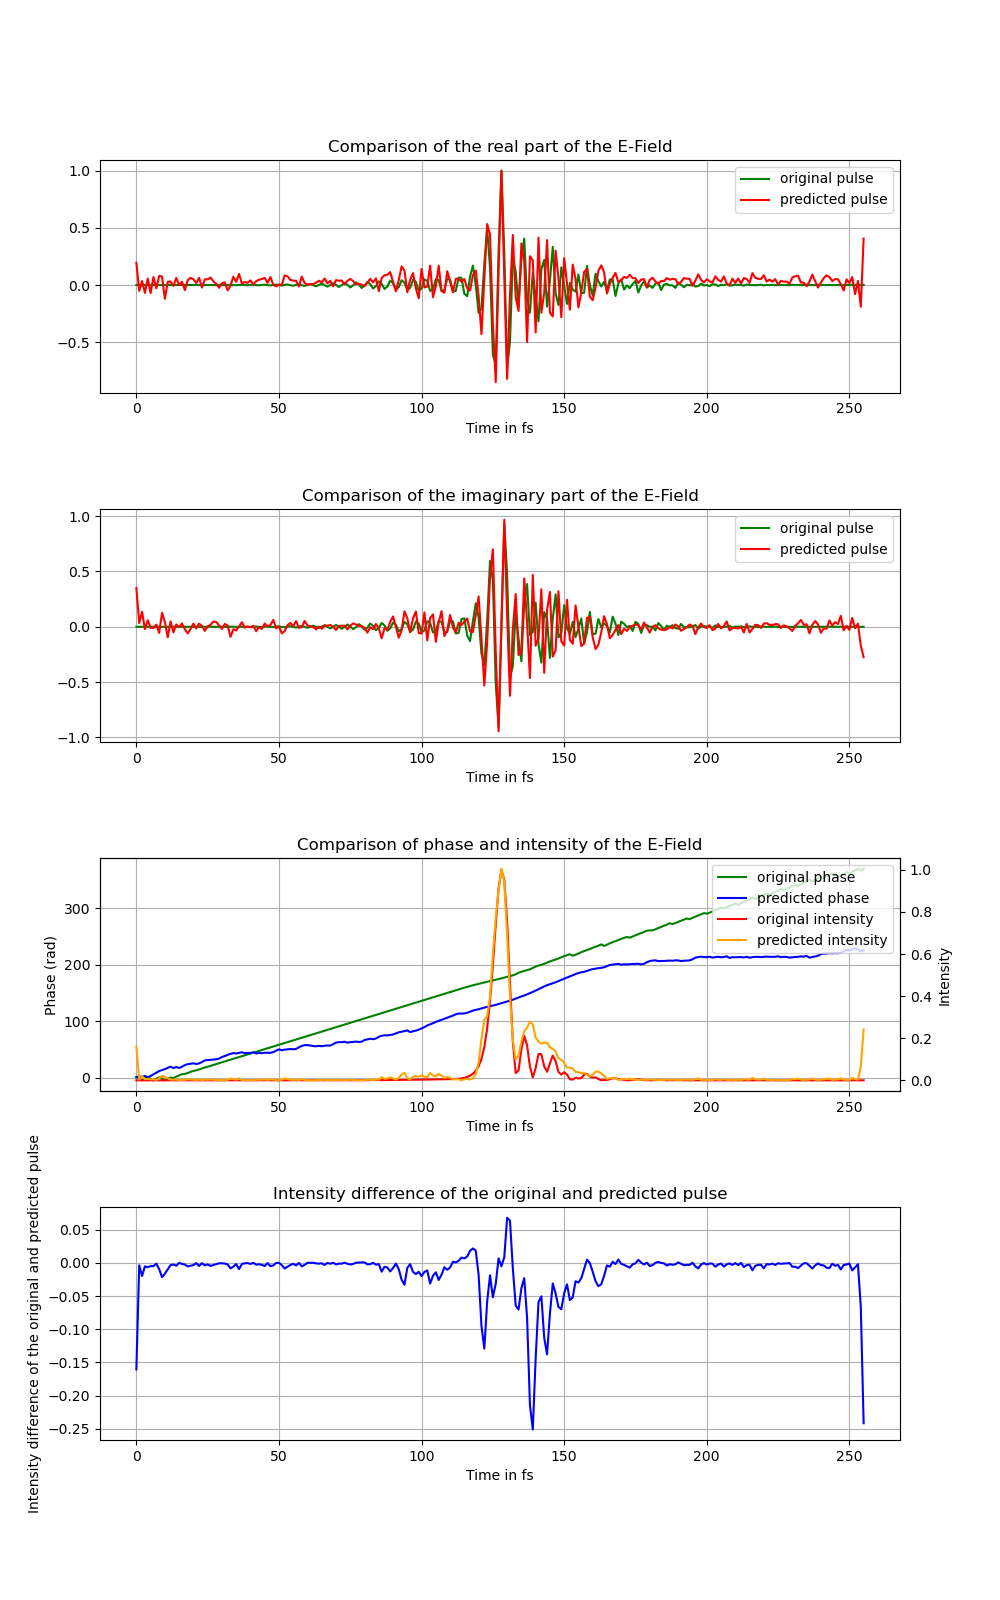 Comparison of the real part of the E-Field
1.0
0.5
0.0
−0.5
original pulse
predicted pulse
0 50 100 150 200 250
Time in fs
Comparison of the imaginary part of the E-Field
1.0
0.5
0.0
−0.5
−1.0
original pulse
predicted pulse
0 50 100 150 200 250
Time in fs
Comparison of phase and intensity of the E-Field
Phase (rad)
300
200
100
0
original phase
predicted phase
original intensity
predicted intensity
1.0
0.8
0.6
0.4
0.2
0.0
Intensity
0 50 100 150 200 250
Time in fs
Intensity difference of the original and predicted pulse
Intensity difference of the original and predicted pulse
0.05
0.00
−0.05
−0.10
−0.15
−0.20
−0.25
0 50 100 150 200 250
Time in fs